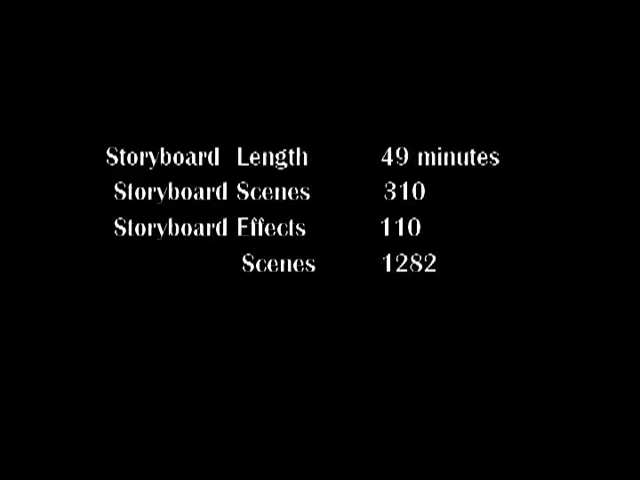 Storyboard Length 49 minutes
Storyboard Scenes 310
Storyboard Effects 110
Scenes 1282